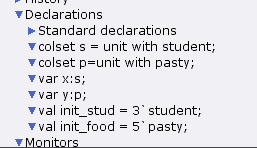 History
Declarations
Standard declarations
colset s = unit with student;
colset p=unit with pasty;
var x:s;
var y:p;
val init_stud = 3`student;
val init_food = 5`pasty;
Monitors